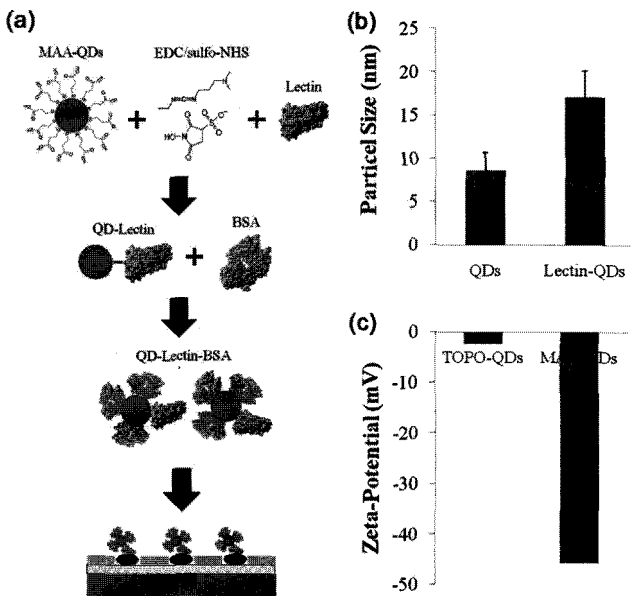 (a)
MAA-QDs
EDC/sulfo-NHS
Lectin
+
+
HO
QD-Lectin
BSA
+
QD-Lectin-BSA
(b)
Particel Size (nm)
25
20
15
10
5
0
QDs
Lectin-QDs
(c)
Zeta-Potential (mV)
0
-10
-20
-30
-40
-50
TOPO-QDs